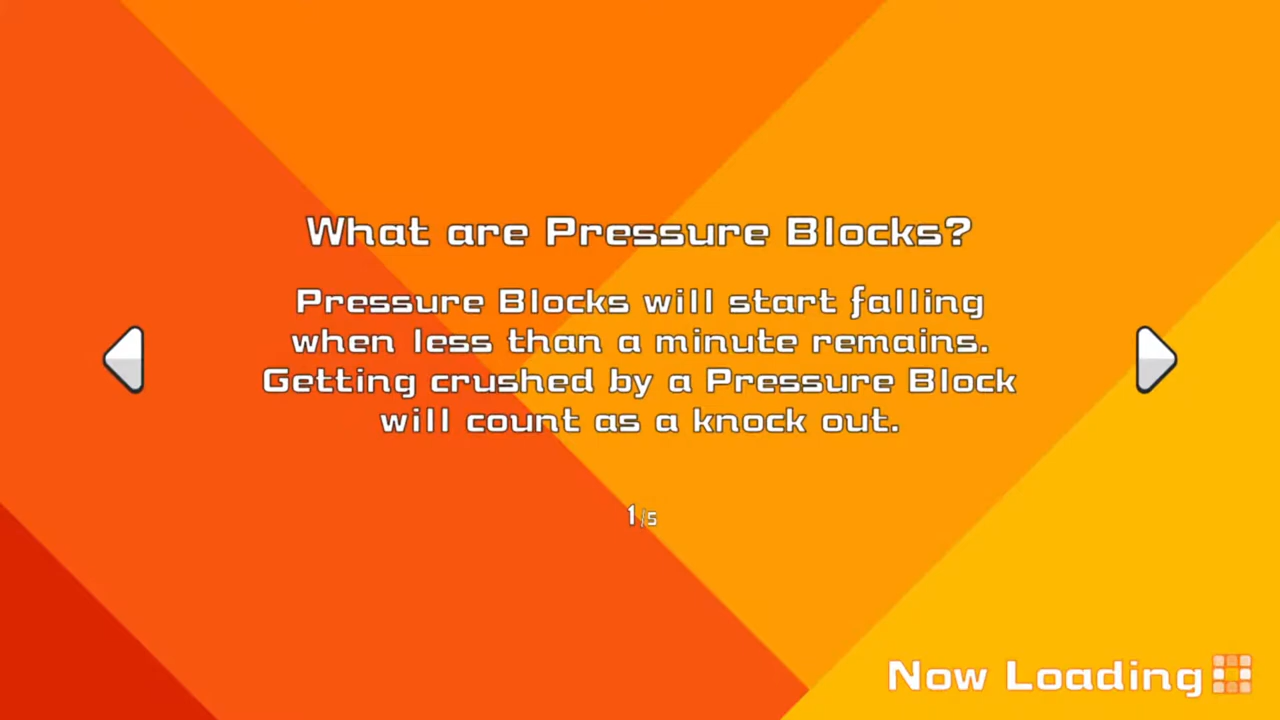 What are Pressure Blocks?
Pressure Blocks will start falling
when less than a minute remains.
Getting crushed by a Pressure Block
will count as a knock out.
1/5
Now Loading